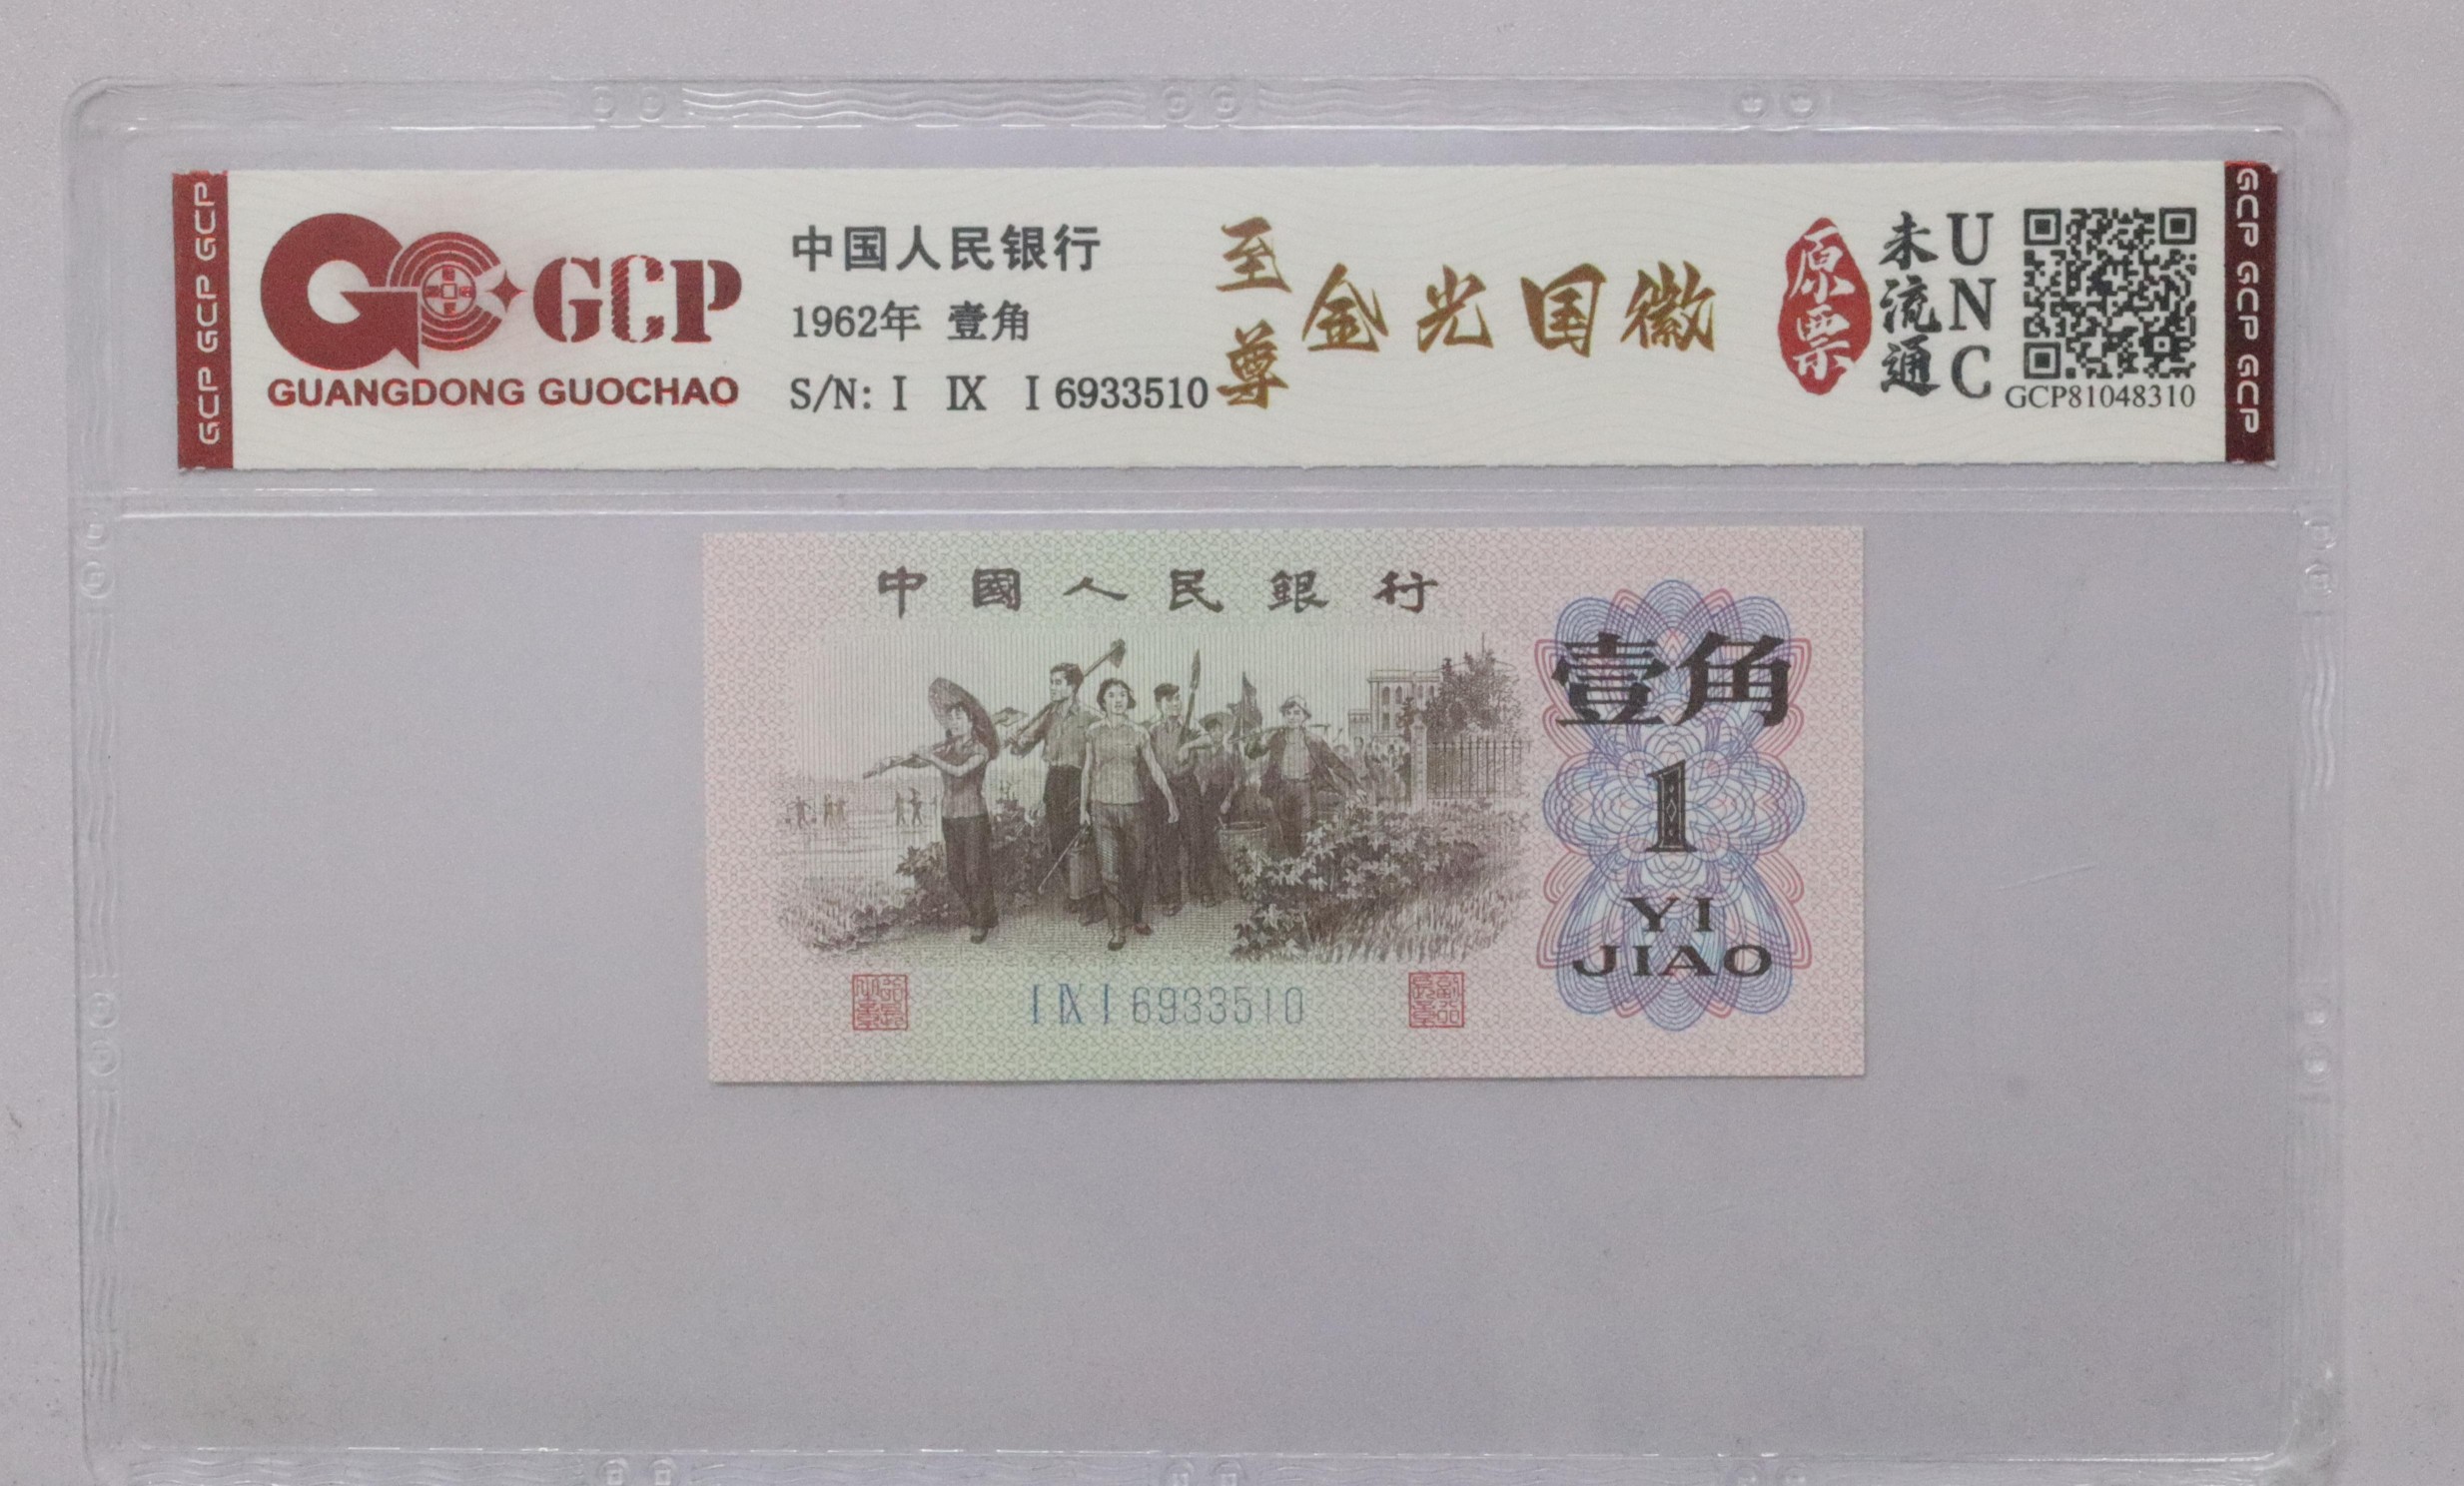 GCP GCP GCP
GCP
GUANGDONG GUOCHAO
中国人民银行
1962年 壹角
S/N: Ⅰ Ⅸ Ⅰ 6933510
至尊
金光国徽
原票
未流通
UNC
GCP81048310
GCP GCP GCP
中國人民銀行
壹角
1
YI
JIAO
Ⅰ Ⅸ Ⅰ 6933510